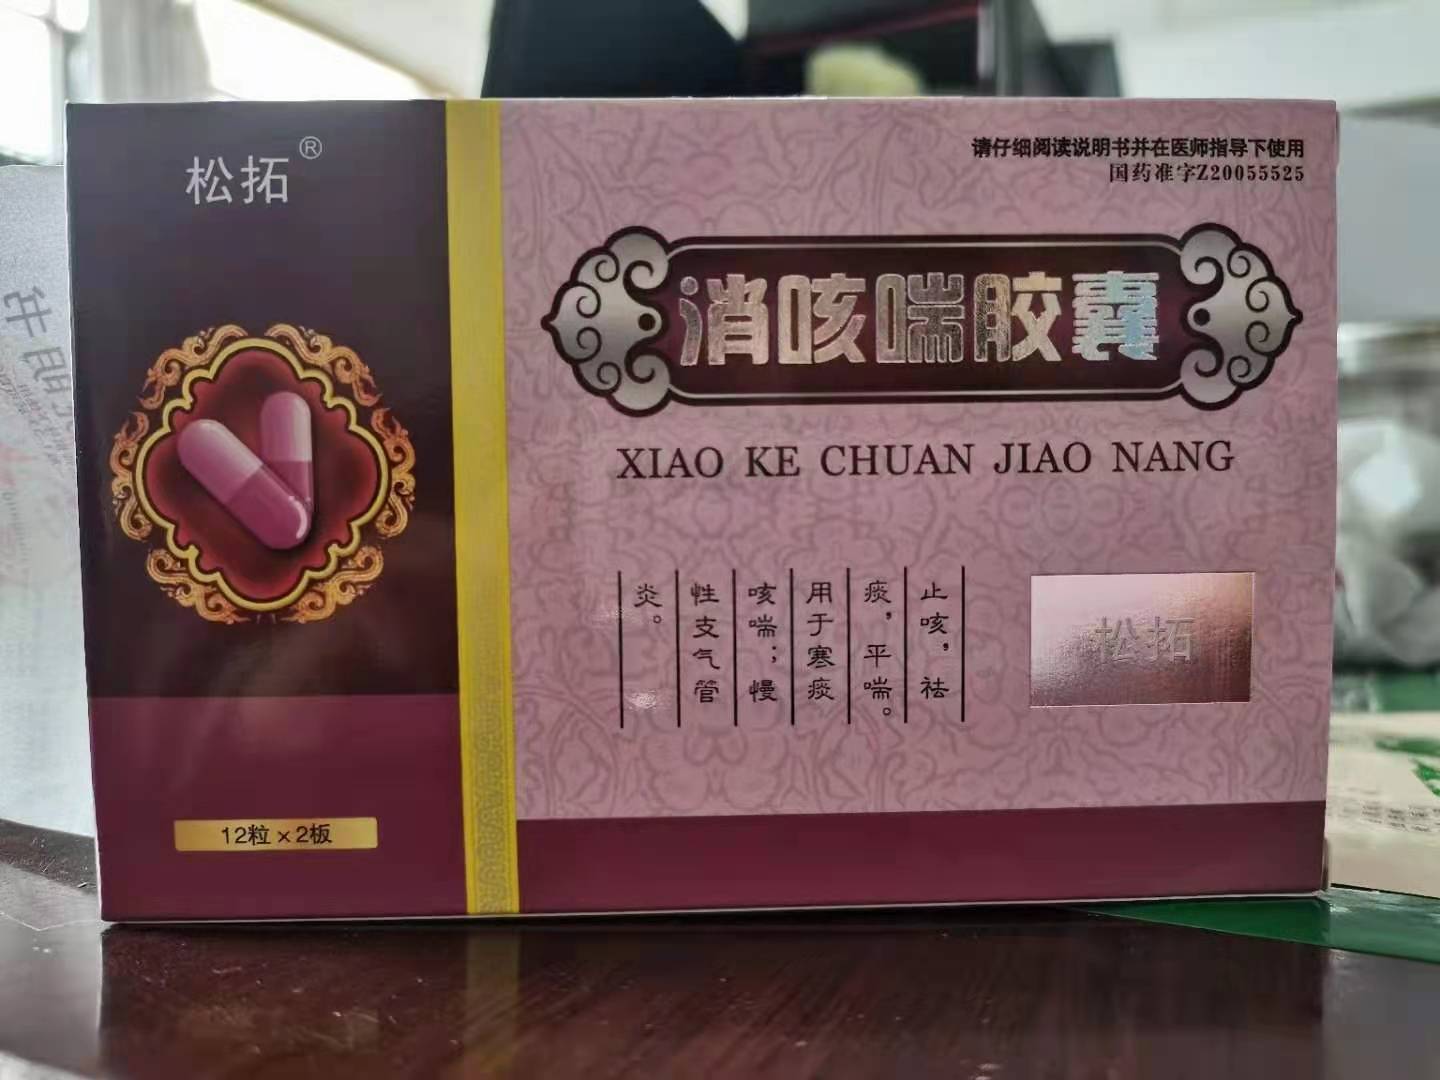 松拓®
请仔细阅读说明书并在医师指导下使用
国药准字Z20055525
消咳喘胶囊
XIAO KE CHUAN JIAO NANG
止咳，祛
痰，平喘。
用于寒痰
咳喘；慢
性支气管
炎。
松拓
12粒×2板